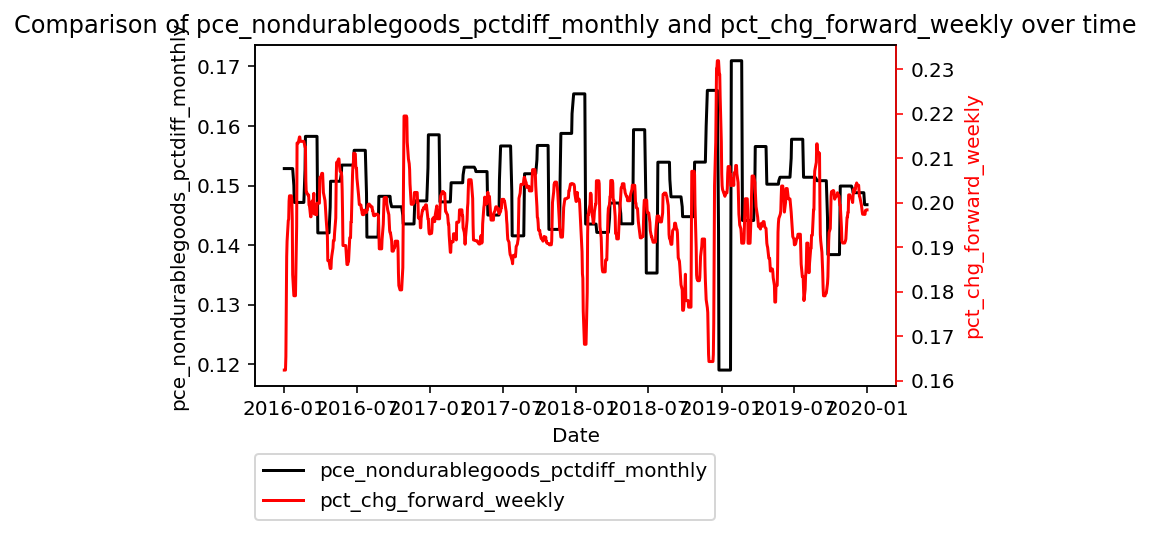 Comparison of pce_nondurablegoods_pctdiff_monthly and pct_chg_forward_weekly over time
pce_nondurablegoods_pctdiff_monthly
0.17
0.16
0.15
0.14
0.13
0.12
0.23
0.22
0.21
0.20
0.19
0.18
0.17
0.16
pct_chg_forward_weekly
2016-01 2016-07 2017-01 2017-07 2018-01 2018-07 2019-01 2019-07 2020-01
Date
pce_nondurablegoods_pctdiff_monthly
pct_chg_forward_weekly